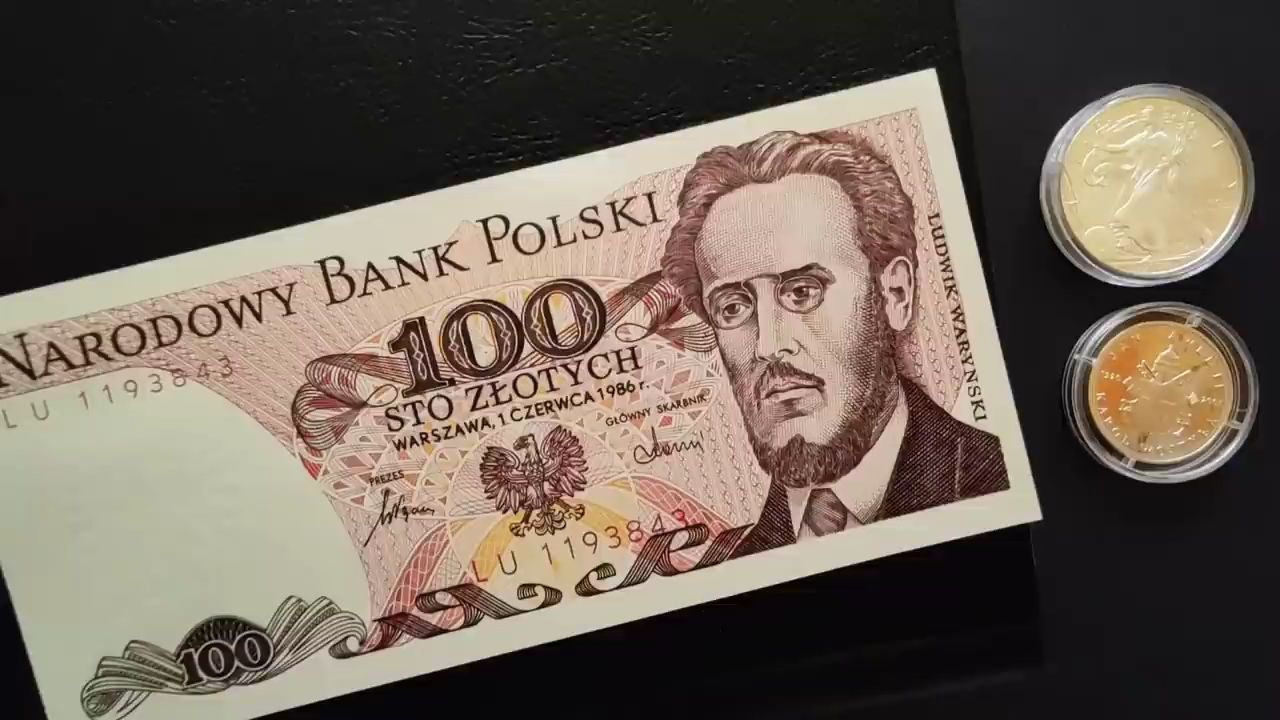 NARODOWY BANK POLSKI
LU 1193843
100
STO ZŁOTYCH
WARSZAWA, 1 CZERWCA 1986 r.
GŁÓWNY SKARBNIK
PREZES
LU 1193843
100
LUDWIK WARYŃSKI